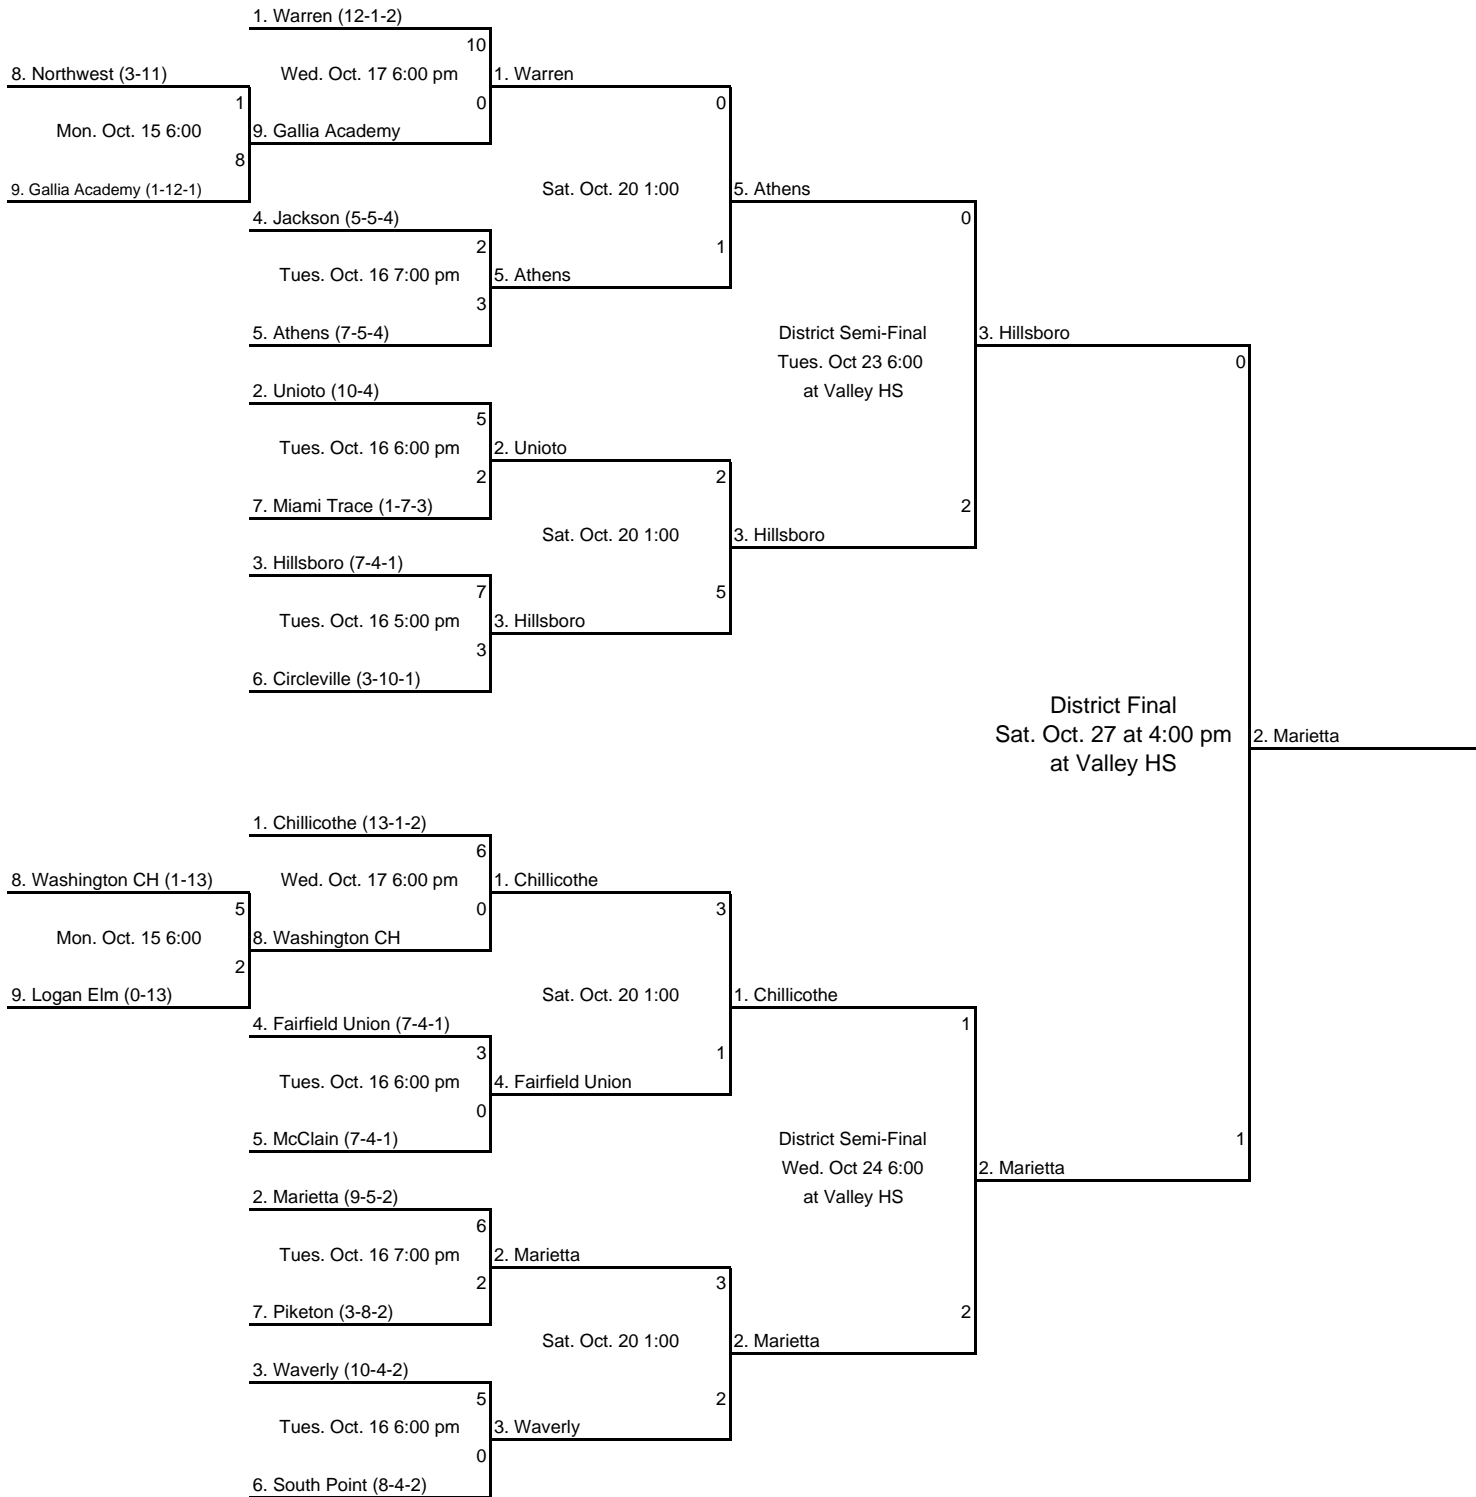 1. Warren (12-1-2)
10
8. Northwest (3-11)
Wed. Oct. 17 6:00 pm
1. Warren
1
0
0
Mon. Oct. 15 6:00
9. Gallia Academy
8
9. Gallia Academy (1-12-1)
Sat. Oct. 20 1:00
5. Athens
4. Jackson (5-5-4)
0
2
1
Tues. Oct. 16 7:00 pm
5. Athens
3
5. Athens (7-5-4)
District Semi-Final
3. Hillsboro
Tues. Oct 23 6:00
0
2. Unioto (10-4)
at Valley HS
5
Tues. Oct. 16 6:00 pm
2. Unioto
2
2
7. Miami Trace (1-7-3)
2
Sat. Oct. 20 1:00
3. Hillsboro
3. Hillsboro (7-4-1)
7
5
Tues. Oct. 16 5:00 pm
3. Hillsboro
3
6. Circleville (3-10-1)
District Final
Sat. Oct. 27 at 4:00 pm
2. Marietta
at Valley HS
1. Chillicothe (13-1-2)
6
8. Washington CH (1-13)
Wed. Oct. 17 6:00 pm
1. Chillicothe
5
0
3
Mon. Oct. 15 6:00
8. Washington CH
2
9. Logan Elm (0-13)
Sat. Oct. 20 1:00
1. Chillicothe
4. Fairfield Union (7-4-1)
1
3
1
Tues. Oct. 16 6:00 pm
4. Fairfield Union
0
5. McClain (7-4-1)
District Semi-Final
1
Wed. Oct 24 6:00
2. Marietta
2. Marietta (9-5-2)
at Valley HS
6
Tues. Oct. 16 7:00 pm
2. Marietta
2
3
7. Piketon (3-8-2)
2
Sat. Oct. 20 1:00
2. Marietta
3. Waverly (10-4-2)
5
2
Tues. Oct. 16 6:00 pm
3. Waverly
0
6. South Point (8-4-2)